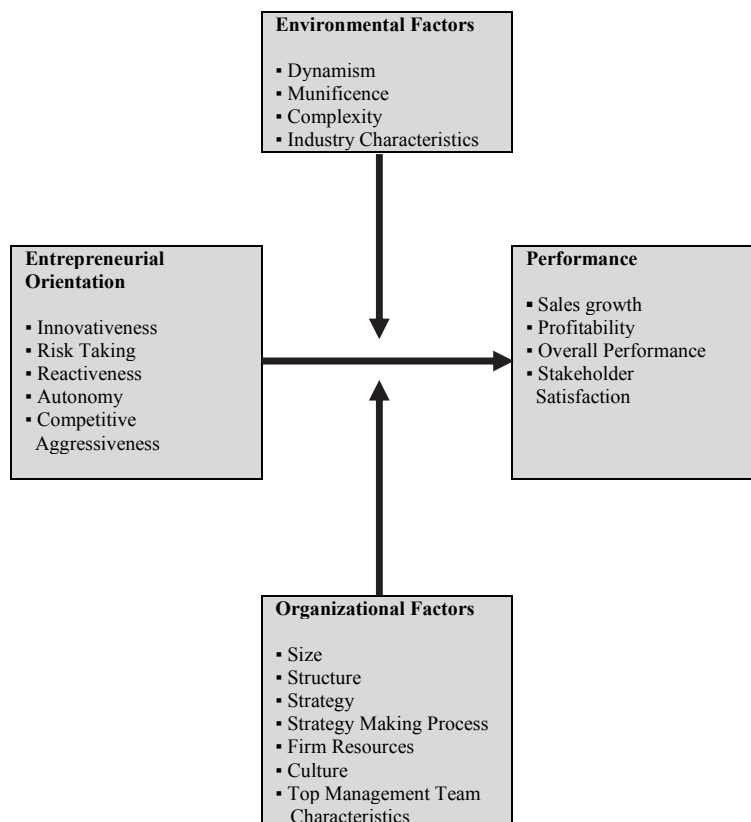 Environmental Factors
▪ Dynamism
▪ Munificence
▪ Complexity
▪ Industry Characteristics
Entrepreneurial
Orientation
▪ Innovativeness
▪ Risk Taking
▪ Reactiveness
▪ Autonomy
▪ Competitive
Aggressiveness
Performance
▪ Sales growth
▪ Profitability
▪ Overall Performance
▪ Stakeholder
Satisfaction
Organizational Factors
▪ Size
▪ Structure
▪ Strategy
▪ Strategy Making Process
▪ Firm Resources
▪ Culture
▪ Top Management Team
Characteristics